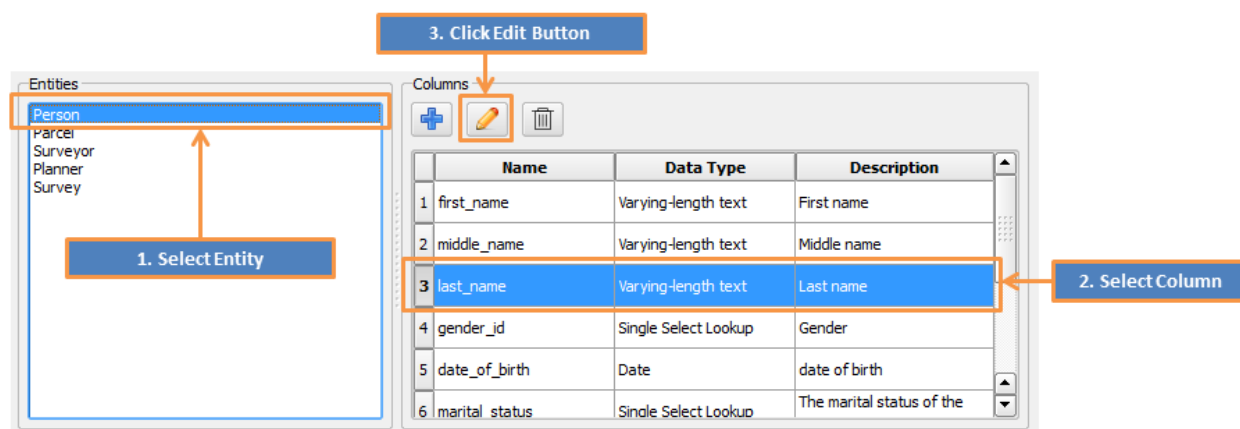 3. Click Edit Button
Entities
Columns
Person
Parcel
Surveyor
Planner
Survey
1. Select Entity
Name Data Type Description
1 first_name Varying-length text First name
2 middle_name Varying-length text Middle name
3 last_name Varying-length text Last name
2. Select Column
4 gender_id Single Select Lookup Gender
5 date_of_birth Date date of birth
6 marital_status Single Select Lookup The marital status of the